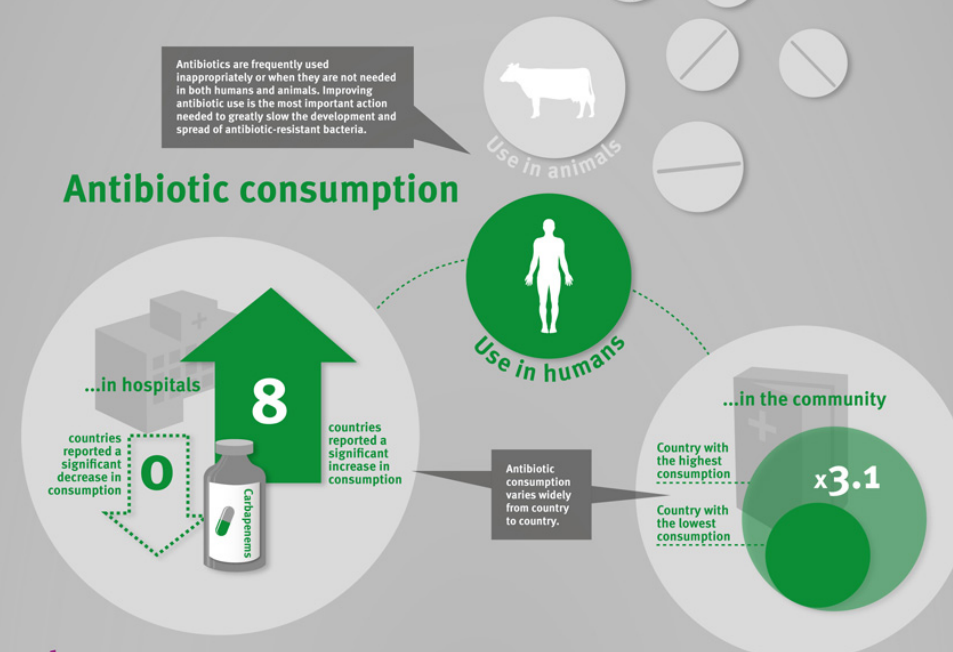 Antibiotics are frequently used
inappropriately or when they are not needed
in both humans and animals. Improving
antibiotic use is the most important action
needed to greatly slow the development and
spread of antibiotic-resistant bacteria.
Use in animals
Antibiotic consumption
Use in humans
...in hospitals
8
countries
reported a
significant
increase in
consumption
countries
reported a
significant
decrease in
consumption
0
Carbapenems
Antibiotic
consumption
varies widely
from country
to country.
...in the community
Country with
the highest
consumption
x3.1
Country with
the lowest
consumption